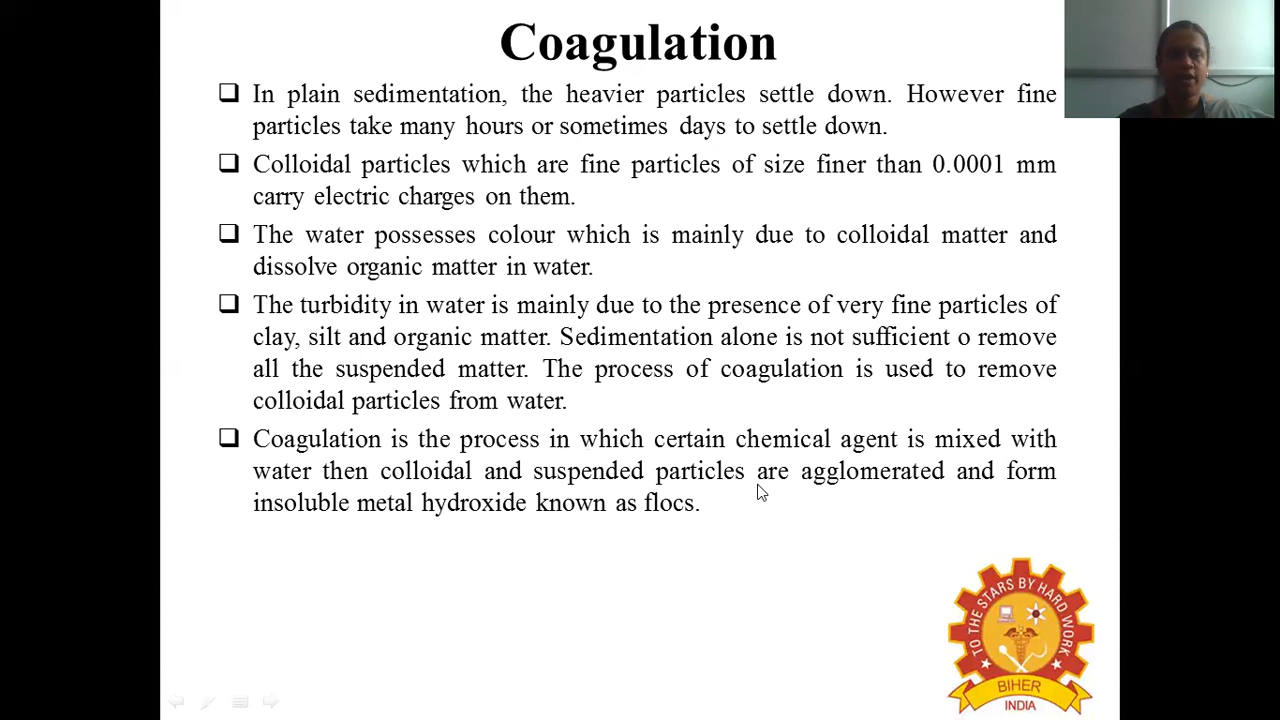 Coagulation
In plain sedimentation, the heavier particles settle down. However fine
particles take many hours or sometimes days to settle down.
Colloidal particles which are fine particles of size finer than 0.0001 mm
carry electric charges on them.
The water possesses colour which is mainly due to colloidal matter and
dissolve organic matter in water.
The turbidity in water is mainly due to the presence of very fine particles of
clay, silt and organic matter. Sedimentation alone is not sufficient o remove
all the suspended matter. The process of coagulation is used to remove
colloidal particles from water.
Coagulation is the process in which certain chemical agent is mixed with
water then colloidal and suspended particles are agglomerated and form
insoluble metal hydroxide known as flocs.
TO THE STARS BY HARD WORK
BIHER
INDIA